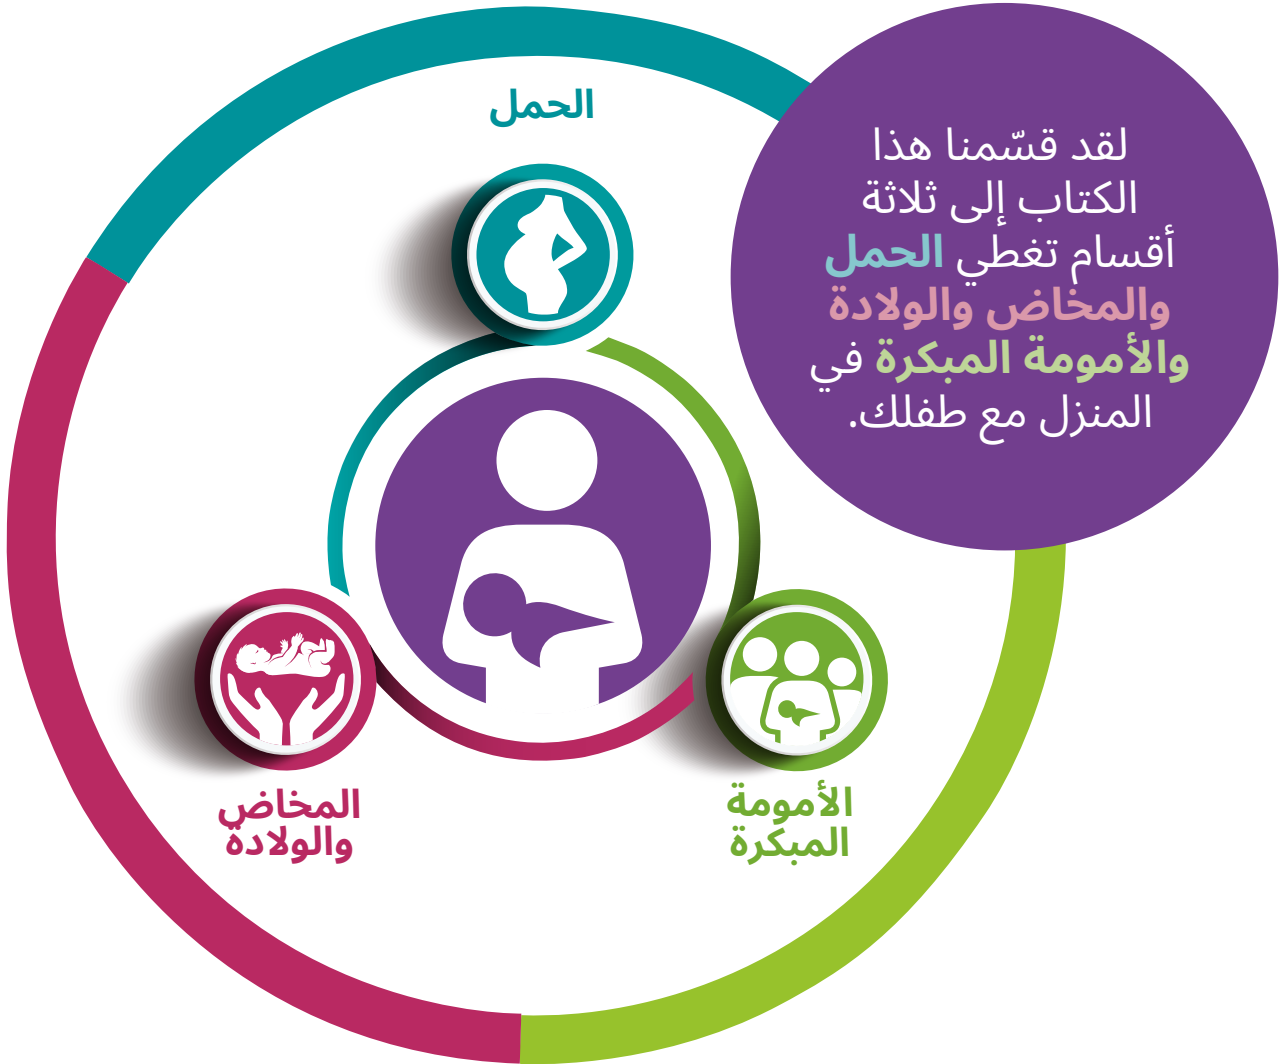 الحمل
لقد قسّمنا هذا
الكتاب إلى ثلاثة
أقسام تغطي الحمل
والمخاض والولادة
والأمومة المبكرة في
المنزل مع طفلك.
الأمومة
المبكرة
المخاض
والولادة